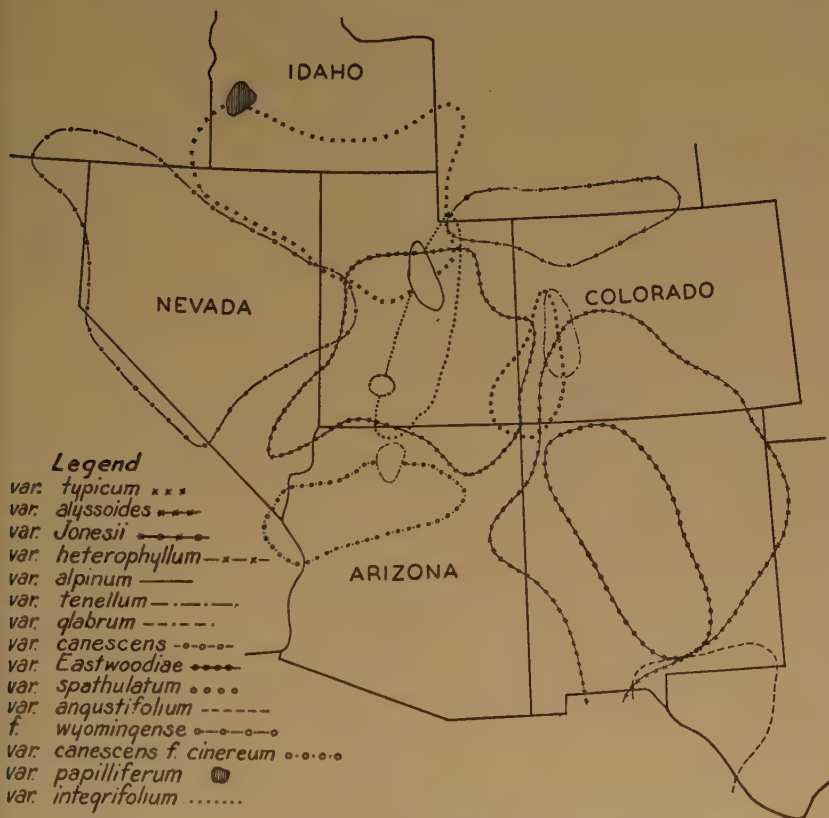 IDAHO
NEVADA
COLORADO
ARIZONA
Legend
var. typicum
var. alyssoides
var. Jonesii
var. heterophyllum
var. alpinum
var. tenellum
var. glabrum
var. canescens
var. Eastwoodiae
var. spathulatum
var. angustifolium
f. wyomingense
var. canescens f. cinereum
var. papilliferum
var. integrifolium